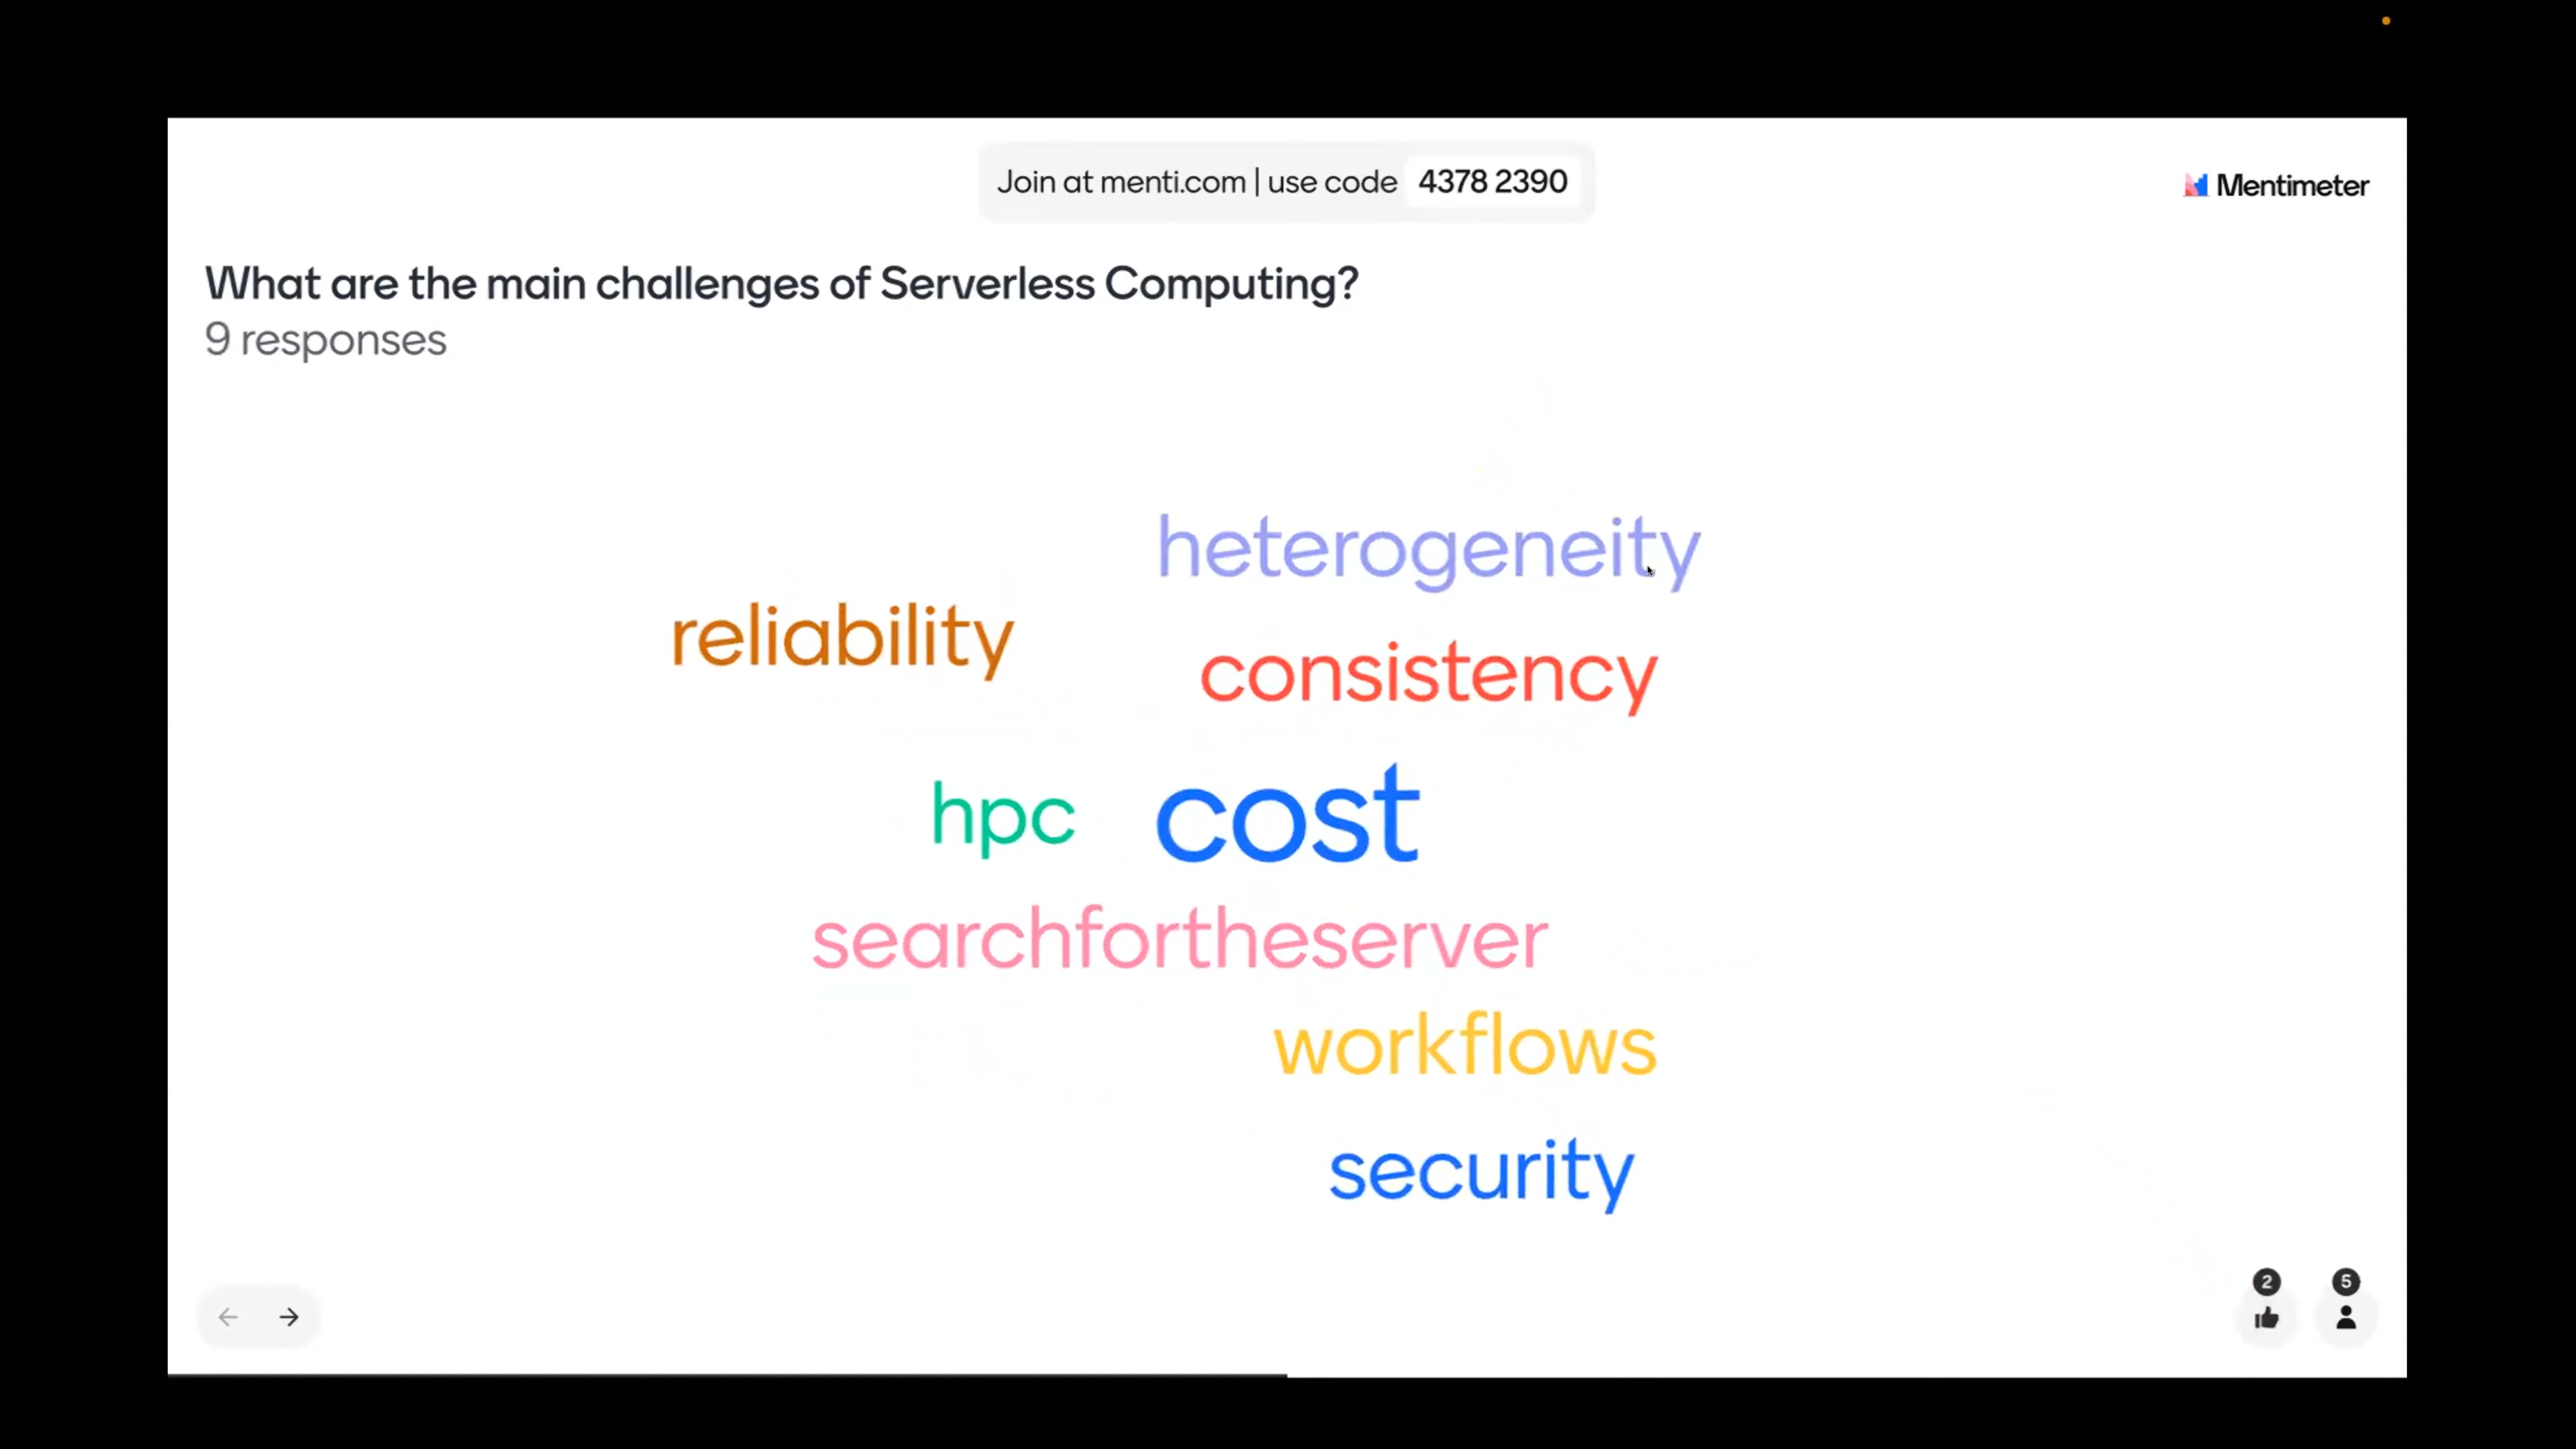 Join at menti.com | use code 4378 2390
Mentimeter
What are the main challenges of Serverless Computing?
9 responses
heterogeneity
reliability
consistency
hpc
cost
searchfortheserver
workflows
security
2
5